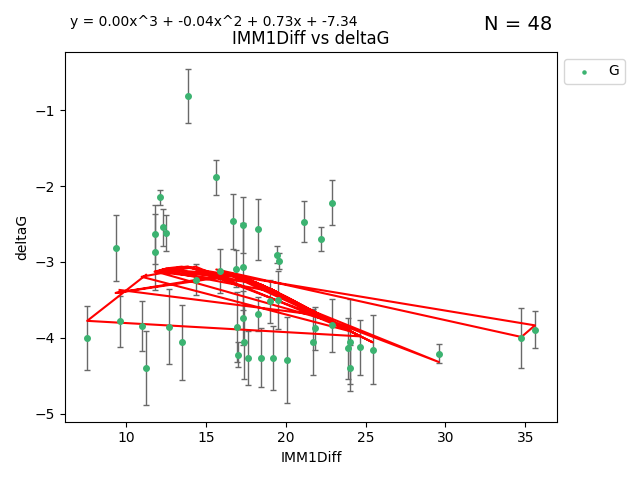 y = 0.00x^3 + -0.04x^2 + 0.73x + -7.34
N = 48
IMM1Diff vs deltaG
G
deltaG
−1
−2
−3
−4
−5
10 15 20 25 30 35
IMM1Diff